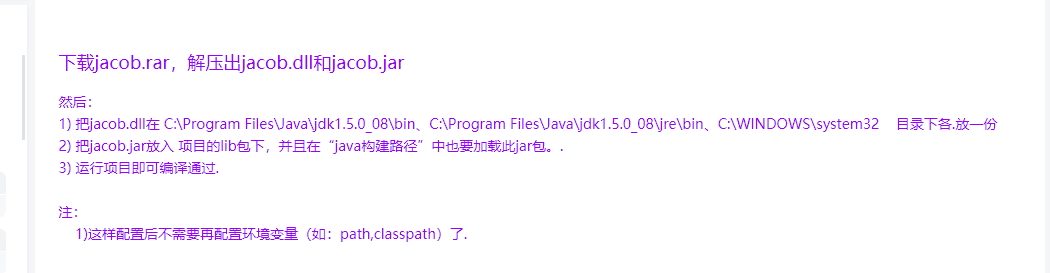 下载jacob.rar，解压出jacob.dll和jacob.jar
然后：
1) 把jacob.dll在 C:\Program Files\Java\jdk1.5.0_08\bin、C:\Program Files\Java\jdk1.5.0_08\jre\bin、C:\WINDOWS\system32 目录下各.放一份
2) 把jacob.jar放入 项目的lib包下，并且在“java构建路径”中也要加载此jar包。.
3) 运行项目即可编译通过.
注：
1)这样配置后不需要再配置环境变量（如：path,classpath）了.